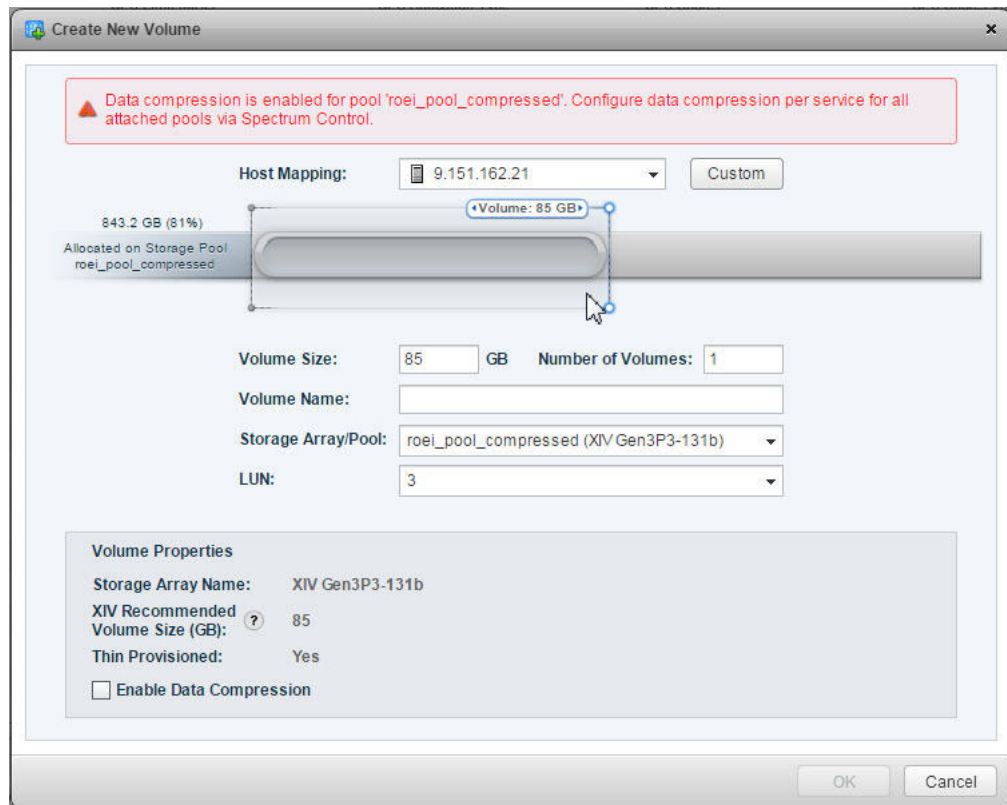 Create New Volume
Data compression is enabled for pool 'roei_pool_compressed'. Configure data compression per service for all
attached pools via Spectrum Control.
Host Mapping: 9.151.162.21 Custom
Volume: 85 GB
843.2 GB (81%)
Allocated on Storage Pool
roei_pool_compressed
Volume Size: 85 GB Number of Volumes: 1
Volume Name:
Storage Array/Pool: roei_pool_compressed (XIV Gen3P3-131b)
LUN: 3
Volume Properties
Storage Array Name: XIV Gen3P3-131b
XIV Recommended
Volume Size (GB): ? 85
Thin Provisioned: Yes
Enable Data Compression
OK Cancel